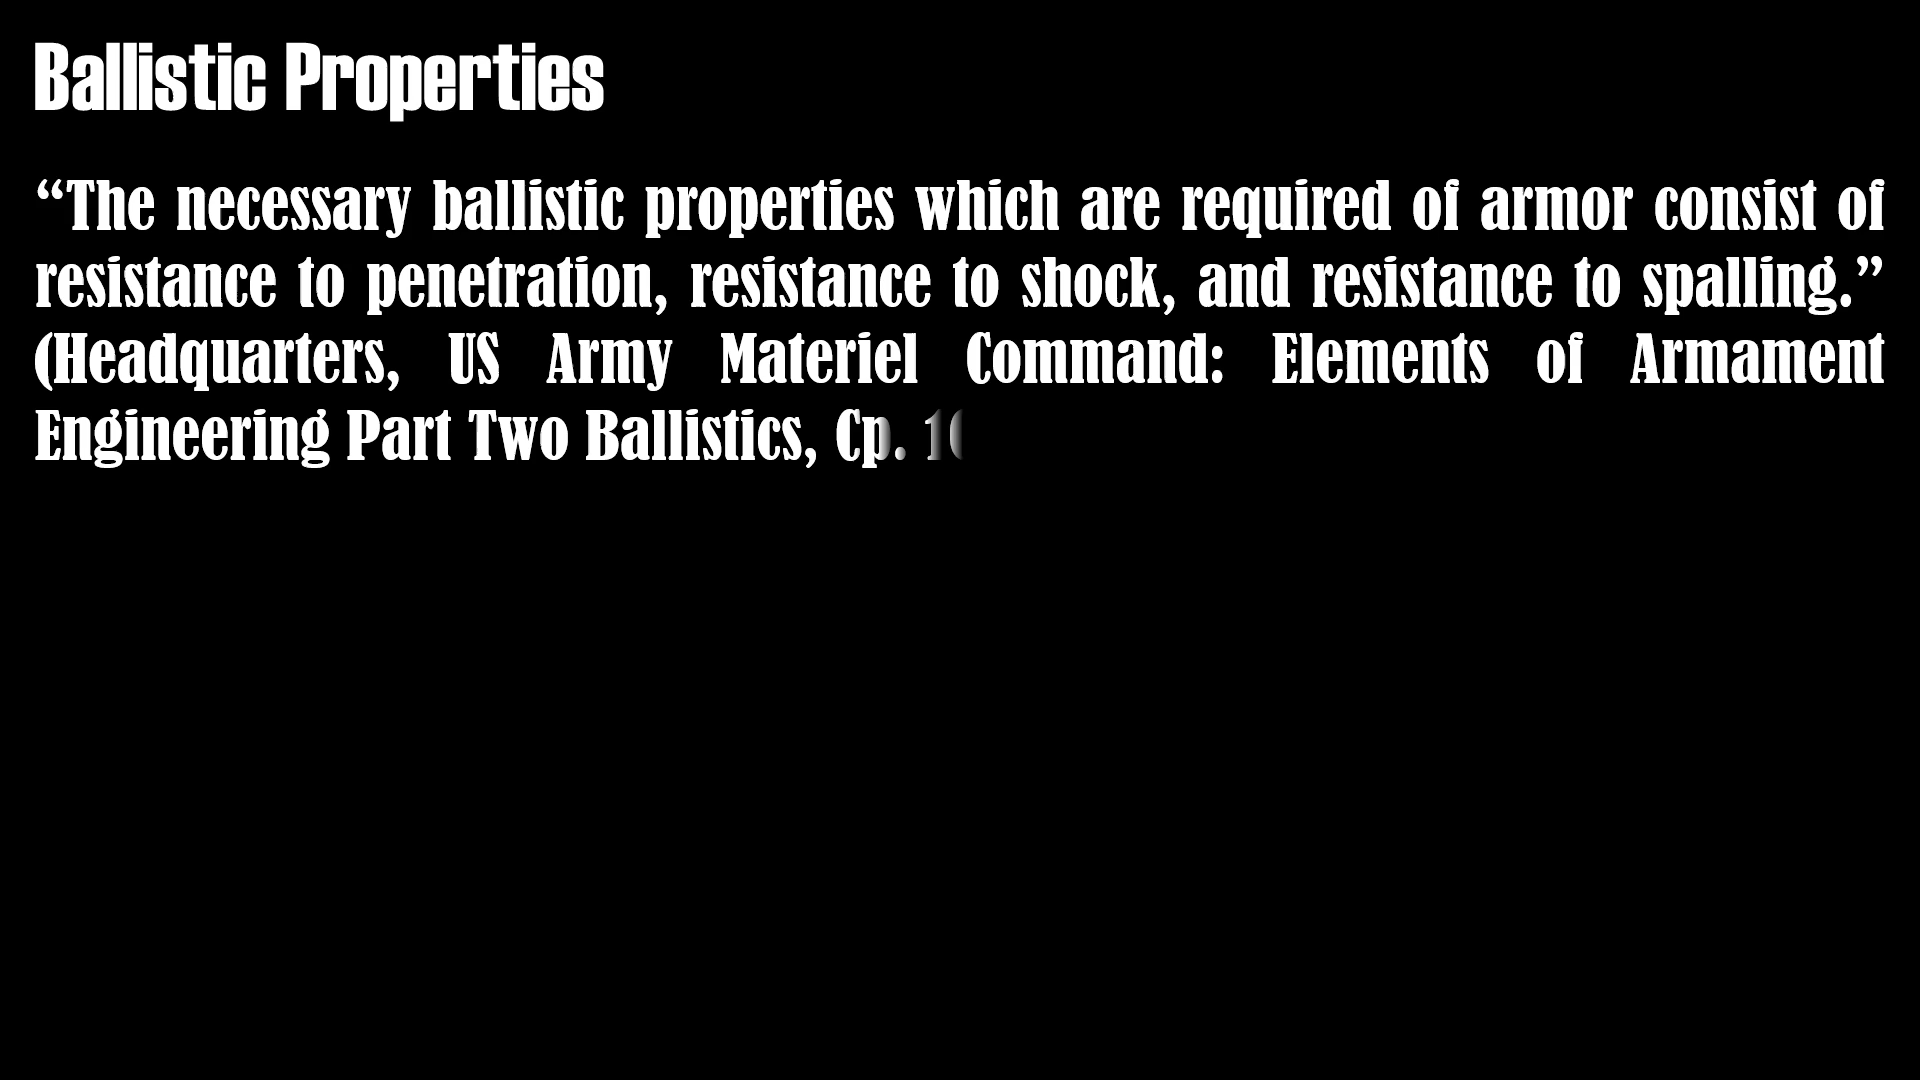 Ballistic Properties
“The necessary ballistic properties which are required of armor consist of
resistance to penetration, resistance to shock, and resistance to spalling.”
(Headquarters, US Army Materiel Command: Elements of Armament
Engineering Part Two Ballistics, Cp.